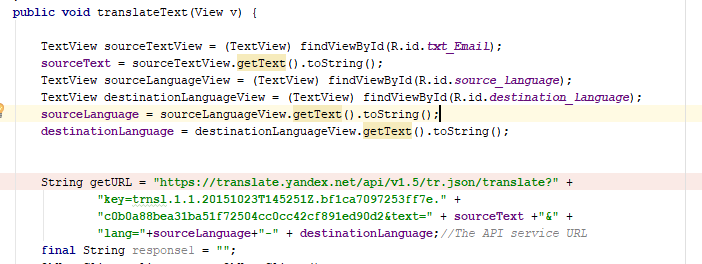 public void translateText(View v) {
TextView sourceTextView = (TextView) findViewById(R.id.txt_Email);
sourceText = sourceTextView.getText().toString();
TextView sourceLanguageView = (TextView) findViewById(R.id.source_language);
TextView destinationLanguageView = (TextView) findViewById(R.id.destination_language);
sourceLanguage = sourceLanguageView.getText().toString();
destinationLanguage = destinationLanguageView.getText().toString();
String getURL = "https://translate.yandex.net/api/v1.5/tr.json/translate?" +
"key=trnsl.1.1.20151023T145251Z.bf1ca7097253ff7e." +
"c0b0a88bea31ba51f72504cc0cc42cf891ed90d2&text=" + sourceText +"&" +
"lang="+sourceLanguage+"-" + destinationLanguage;//The API service URL
final String response1 = "";